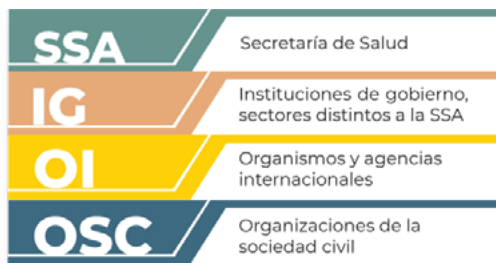 SSA
Secretaría de Salud
IG
Instituciones de gobierno,
sectores distintos a la SSA
OI
Organismos y agencias
internacionales
OSC
Organizaciones de la
sociedad civil